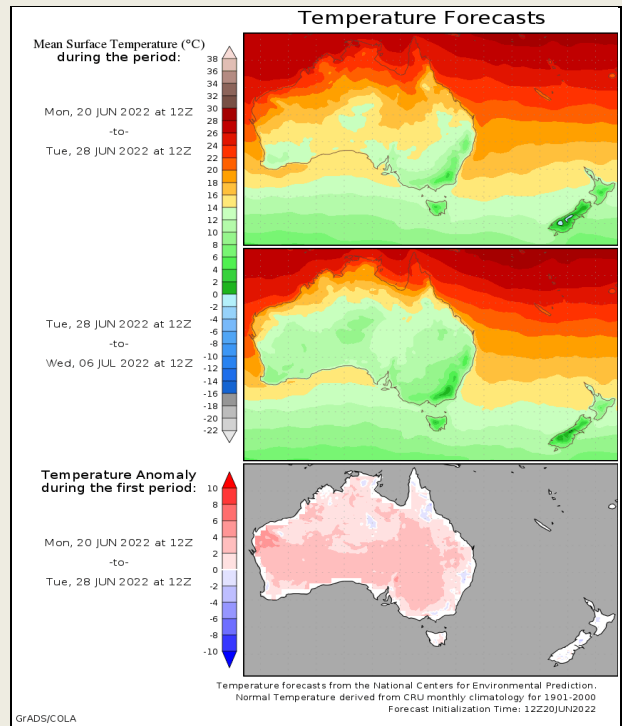 Temperature Forecasts
Mean Surface Temperature (°C)
during the period:
38
36
34
32
30
28
26
24
22
20
18
16
14
12
10
8
6
4
2
0
-2
-4
-6
-8
-10
-12
-14
-16
-18
-20
-22
Mon, 20 JUN 2022 at 12Z
-to-
Tue, 28 JUN 2022 at 12Z
Tue, 28 JUN 2022 at 12Z
-to-
Wed, 06 JUL 2022 at 12Z
Temperature Anomaly
during the first period:
10
8
6
4
2
0
-2
-4
-6
-8
-10
Mon, 20 JUN 2022 at 12Z
-to-
Tue, 28 JUN 2022 at 12Z
Temperature forecasts from the National Centers for Environmental Prediction.
Normal Temperature derived from CRU monthly climatology for 1901-2000
Forecast Initialization Time: 12Z20JUN2022
GrADS/COLA